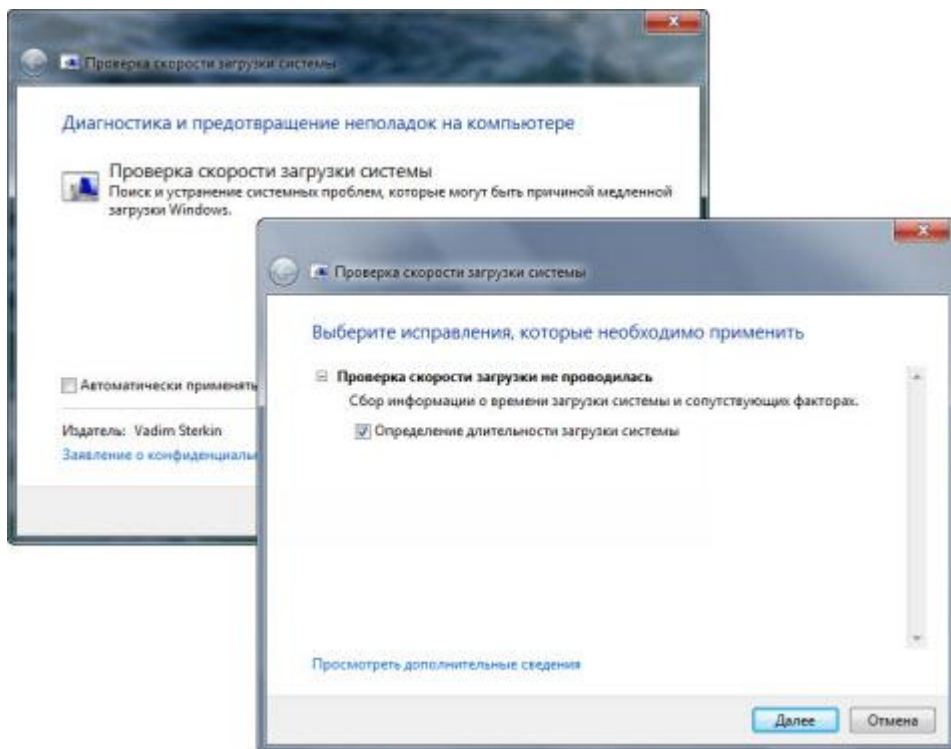 Проверка скорости загрузки системы
Диагностика и предотвращение неполадок на компьютере
Проверка скорости загрузки системы
Поиск и устранение системных проблем, которые могут быть причиной медленной
загрузки Windows.
Автоматически применять
Издатель: Vadim Sterkin
Заявление о
Проверка скорости загрузки системы
Выберите исправления, которые необходимо применить
Проверка скорости загрузки не проводилась
Сбор информации о времени загрузки системы и сопутствующих факторах.
Определение длительности загрузки системы
Просмотреть дополнительные сведения
Далее
Отмена